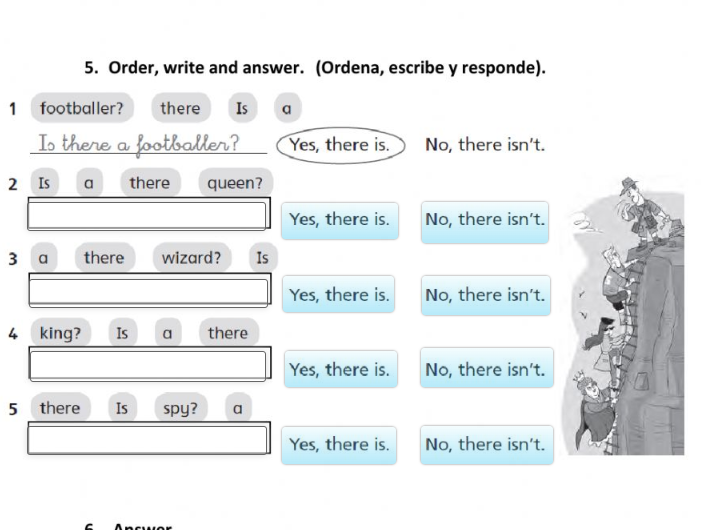 5. Order, write and answer. (Ordena, escribe y responde).
1 footballer? there Is a
Is there a footballer? Yes, there is. No, there isn't.
2 Is a there queen?
Yes, there is. No, there isn't.
3 a there wizard? Is
Yes, there is. No, there isn't.
4 king? Is a there
Yes, there is. No, there isn't.
5 there Is spy? a
Yes, there is. No, there isn't.
6. Answer